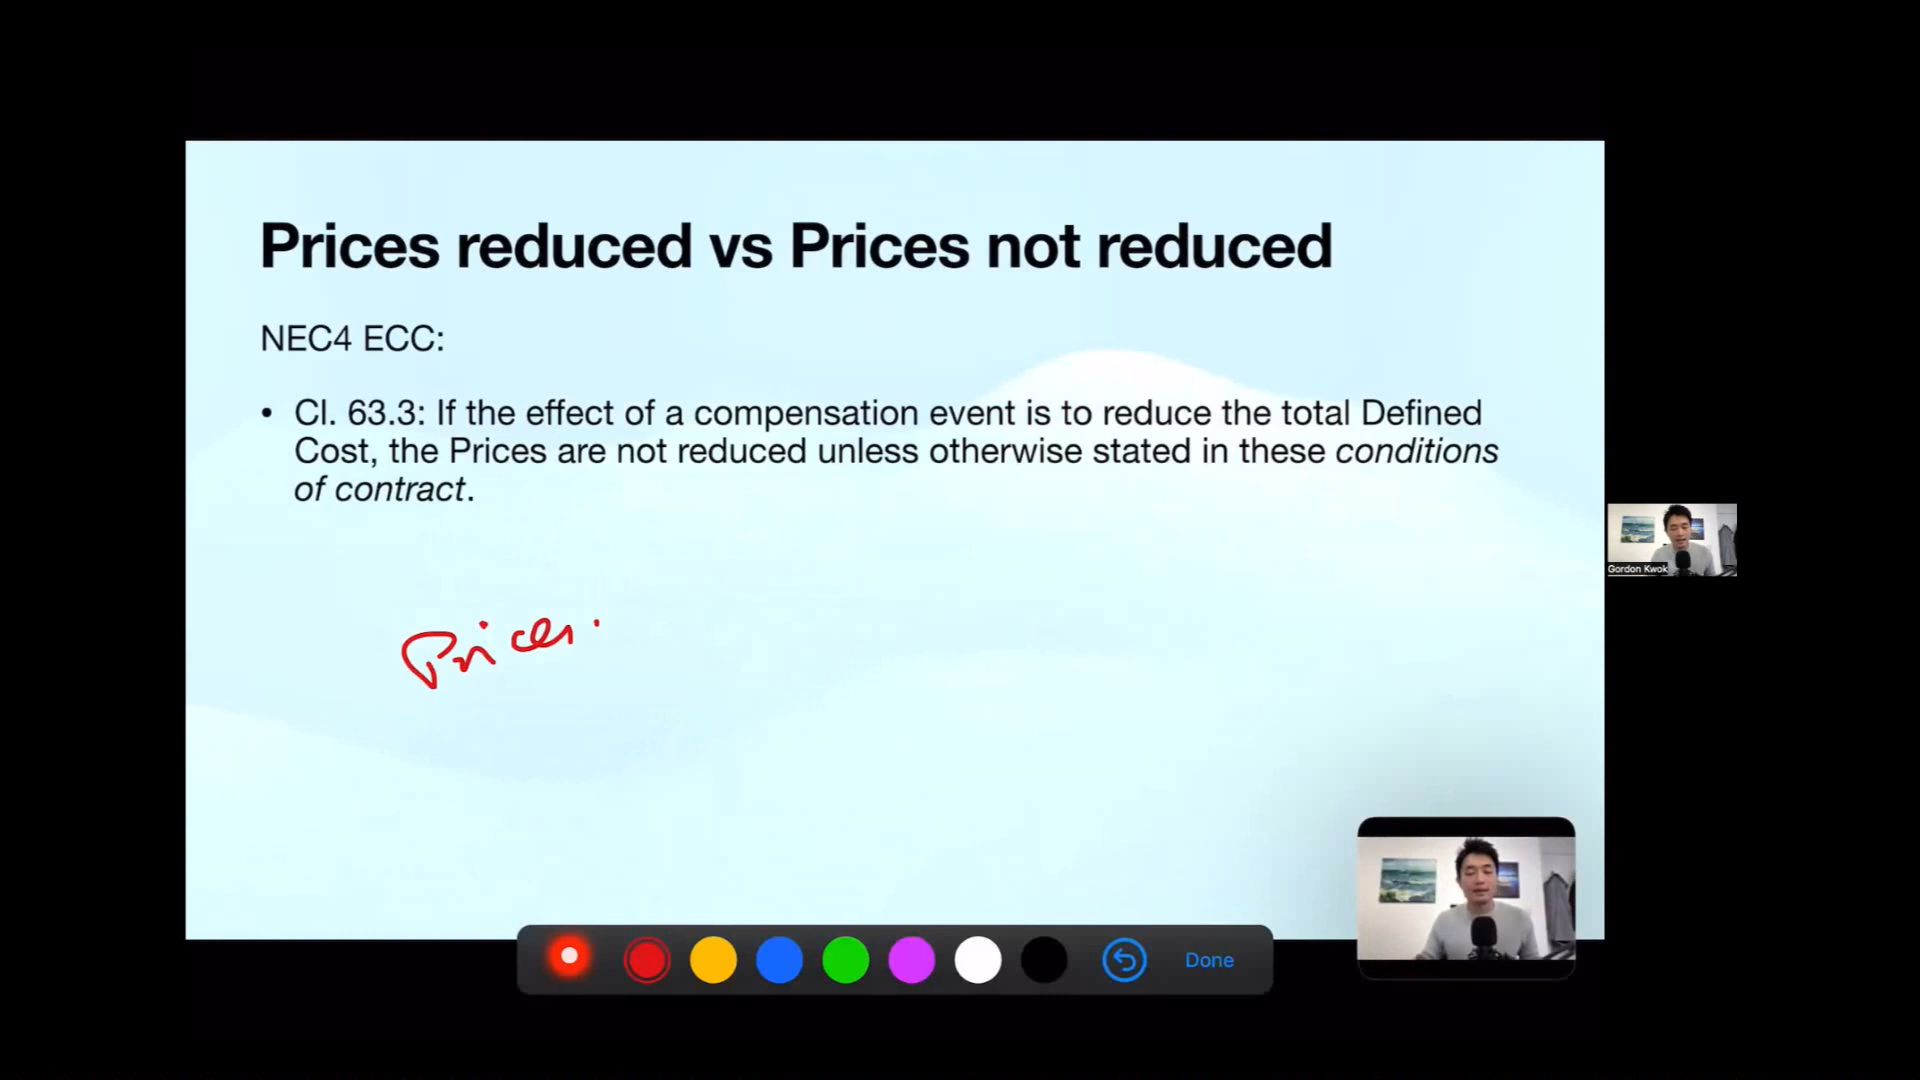 Prices reduced vs Prices not reduced
NEC4 ECC:
• Cl. 63.3: If the effect of a compensation event is to reduce the total Defined
Cost, the Prices are not reduced unless otherwise stated in these conditions
of contract.
Gordon Kwok
Prices.
Done